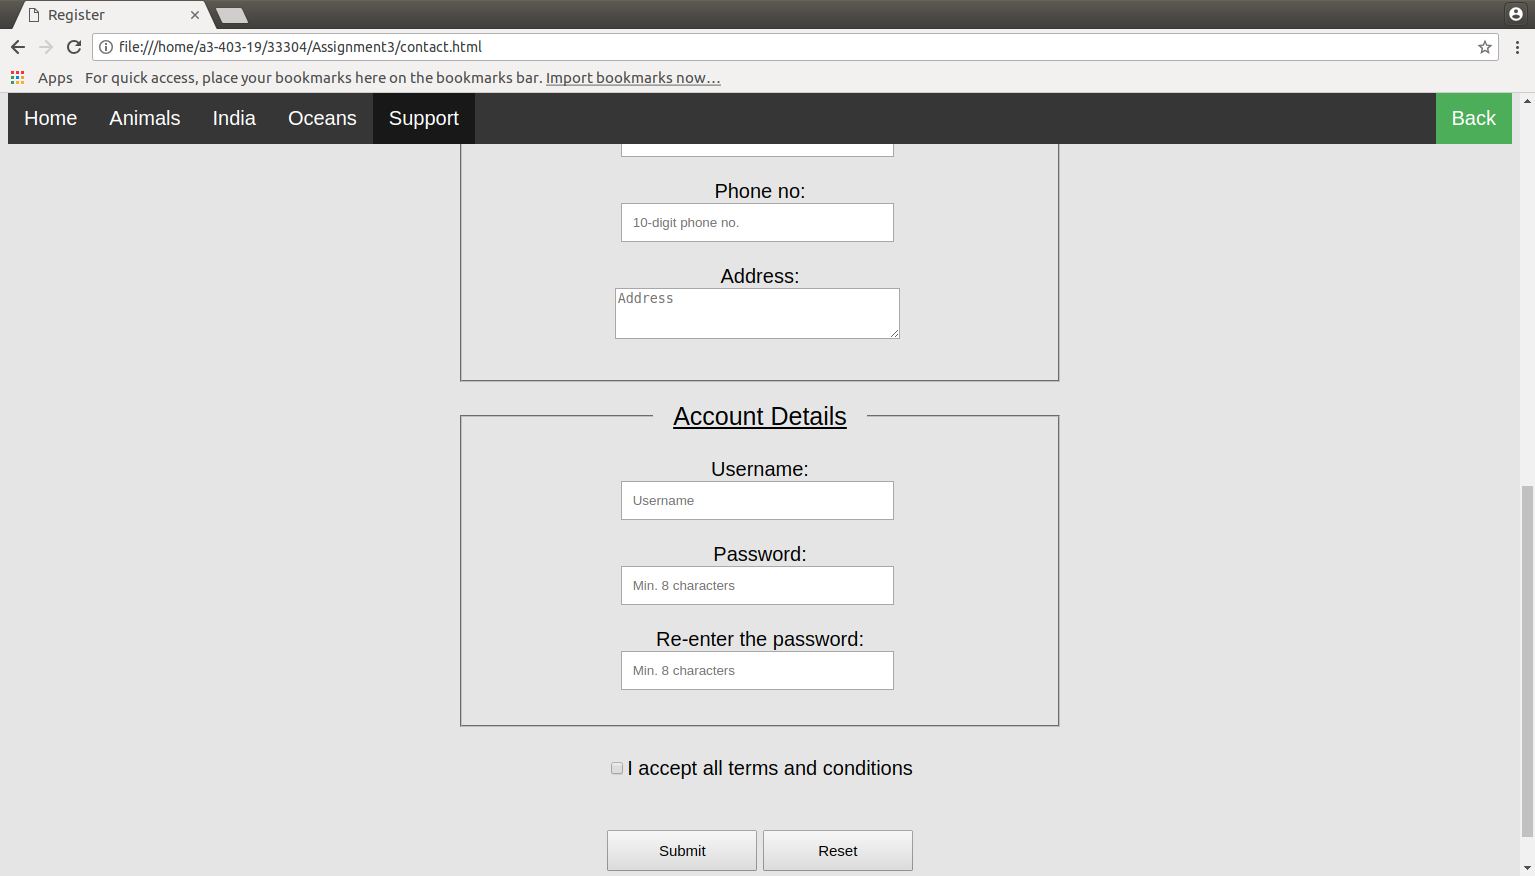 Register
file:///home/a3-403-19/33304/Assignment3/contact.html
Apps For quick access, place your bookmarks here on the bookmarks bar. Import bookmarks now...
Home Animals India Oceans Support Back
Phone no:
10-digit phone no.
Address:
Address
Account Details
Username:
Username
Password:
Min. 8 characters
Re-enter the password:
Min. 8 characters
I accept all terms and conditions
Submit Reset